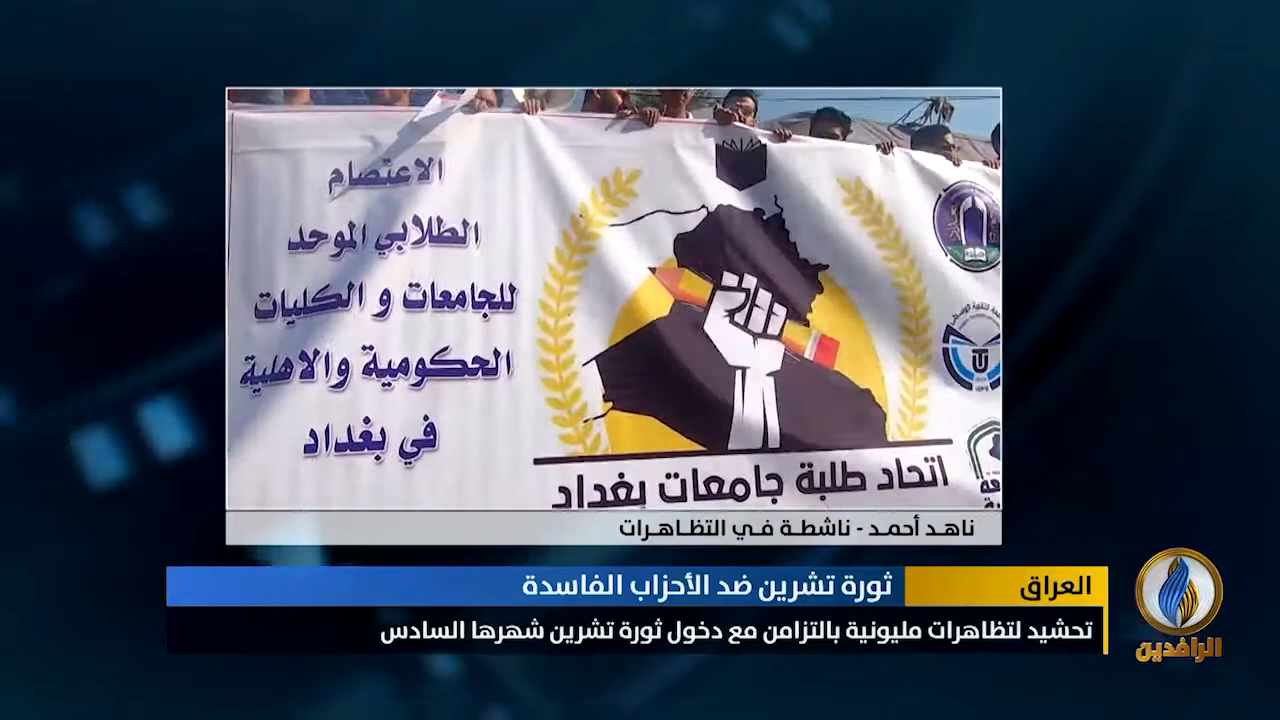 الاعتصام
الطلابي الموحد
للجامعات و الكليات
الحكومية والاهلية
في بغداد
اتحاد طلبة جامعات بغداد
ناهد أحمد - ناشطة في التظاهرات
العراق
ثورة تشرين ضد الأحزاب الفاسدة
تحشيد لتظاهرات مليونية بالتزامن مع دخول ثورة تشرين شهرها السادس
الرافدين